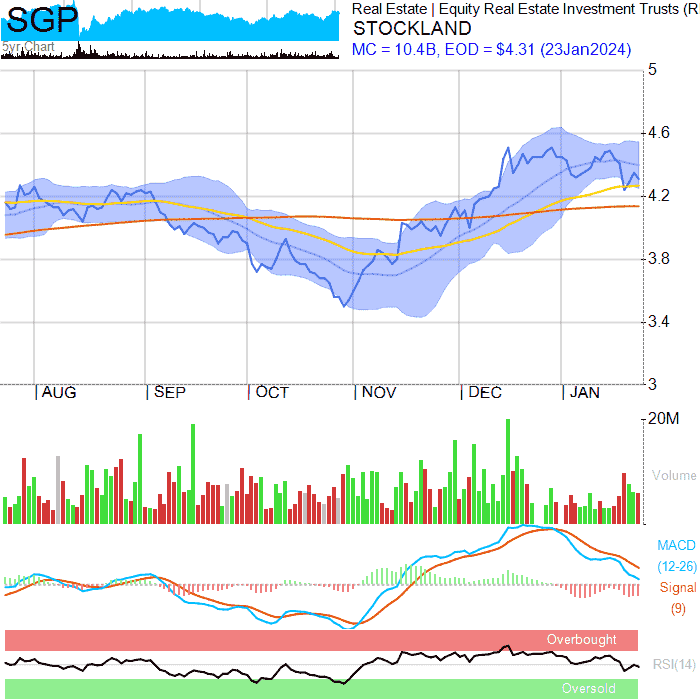 SGP
5yr Chart
Real Estate | Equity Real Estate Investment Trusts (R
STOCKLAND
MC = 10.4B, EOD = $4.31 (23Jan2024)
5
4.6
4.2
3.8
3.4
3
AUG SEP OCT NOV DEC JAN
20M
Volume
MACD
(12-26)
Signal
(9)
Overbought
RSI(14)
Oversold